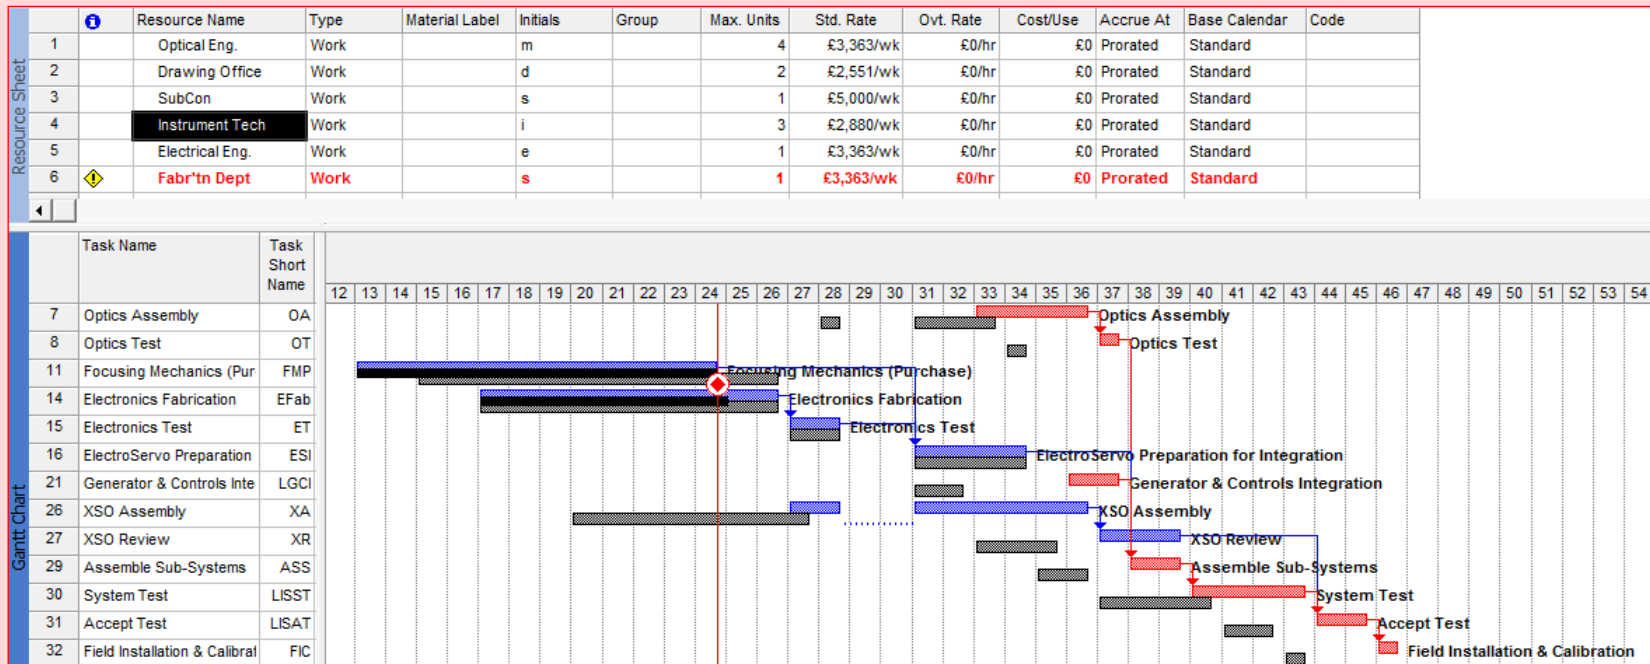 Resource Name Type Material Label Initials Group Max. Units Std. Rate Ovt. Rate Cost/Use Accrue At Base Calendar Code
1 Optical Eng. Work m 4 £3,363/wk £0/hr £0 Prorated Standard
2 Drawing Office Work d 2 £2,551/wk £0/hr £0 Prorated Standard
3 SubCon Work s 1 £5,000/wk £0/hr £0 Prorated Standard
4 Instrument Tech Work i 3 £2,880/wk £0/hr £0 Prorated Standard
5 Electrical Eng. Work e 1 £3,363/wk £0/hr £0 Prorated Standard
6 Fabr'tn Dept Work s 1 £3,363/wk £0/hr £0 Prorated Standard
Resource Sheet
Task Name Task
Short
Name
12 13 14 15 16 17 18 19 20 21 22 23 24 25 26 27 28 29 30 31 32 33 34 35 36 37 38 39 40 41 42 43 44 45 46 47 48 49 50 51 52 53 54
7 Optics Assembly OA Optics Assembly
8 Optics Test OT Optics Test
11 Focusing Mechanics (Pur FMP Focusing Mechanics (Purchase)
14 Electronics Fabrication EFab Electronics Fabrication
15 Electronics Test ET Electronics Test
16 ElectroServo Preparation ESI ElectroServo Preparation for Integration
21 Generator & Controls Inte LGCI Generator & Controls Integration
26 XSO Assembly XA XSO Assembly
27 XSO Review XR XSO Review
29 Assemble Sub-Systems ASS Assemble Sub-Systems
30 System Test LISST System Test
31 Accept Test LISAT Accept Test
32 Field Installation & Calibrat FIC Field Installation & Calibration
Gantt Chart